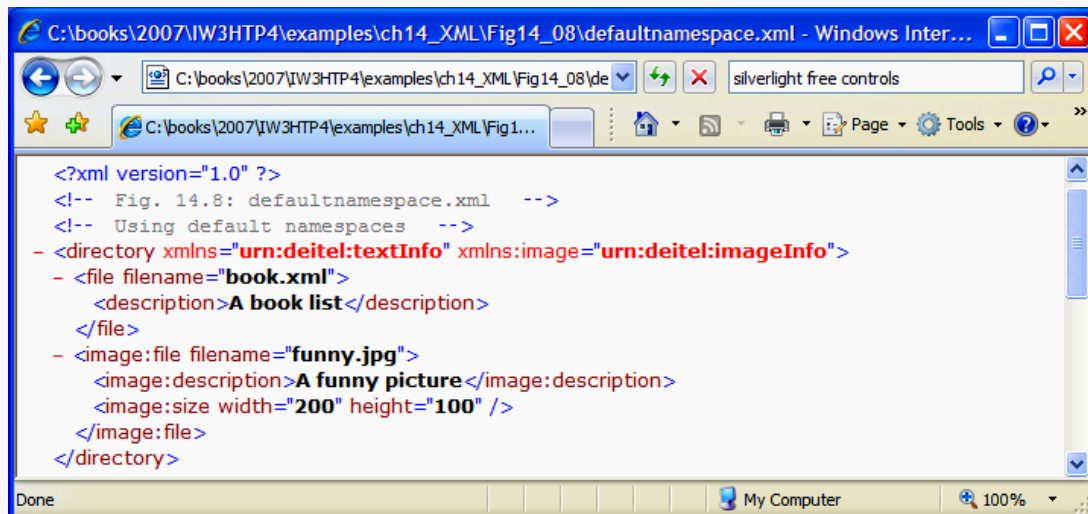 C:\books\2007\IW3HTP4\examples\ch14_XML\Fig14_08\defaultnamespace.xml - Windows Inter...
C:\books\2007\IW3HTP4\examples\ch14_XML\Fig14_08\de
silverlight free controls
C:\books\2007\IW3HTP4\examples\ch14_XML\Fig1...
Page
Tools
<?xml version="1.0" ?>
<!-- Fig. 14.8: defaultnamespace.xml -->
<!-- Using default namespaces -->
- <directory xmlns="urn:deitel:textInfo" xmlns:image="urn:deitel:imageInfo">
- <file filename="book.xml">
<description>A book list</description>
</file>
- <image:file filename="funny.jpg">
<image:description>A funny picture</image:description>
<image:size width="200" height="100" />
</image:file>
</directory>
Done
My Computer
100%